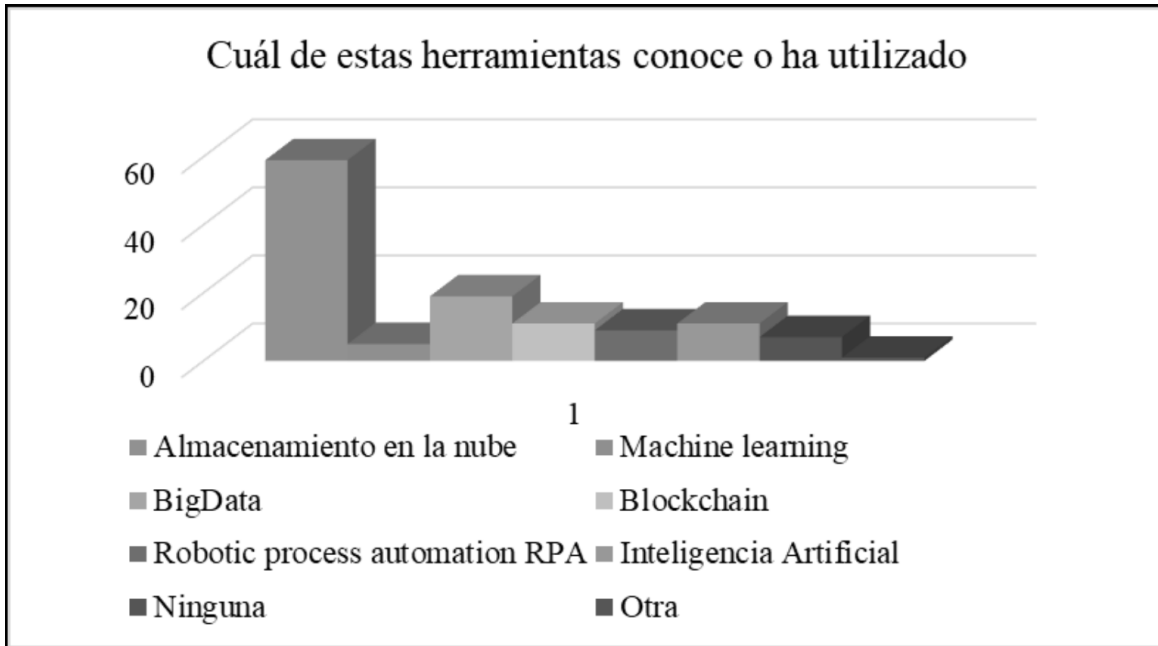 Cuál de estas herramientas conoce o ha utilizado
60
40
20
0
1
Almacenamiento en la nube
Machine learning
BigData
Blockchain
Robotic process automation RPA
Inteligencia Artificial
Ninguna
Otra